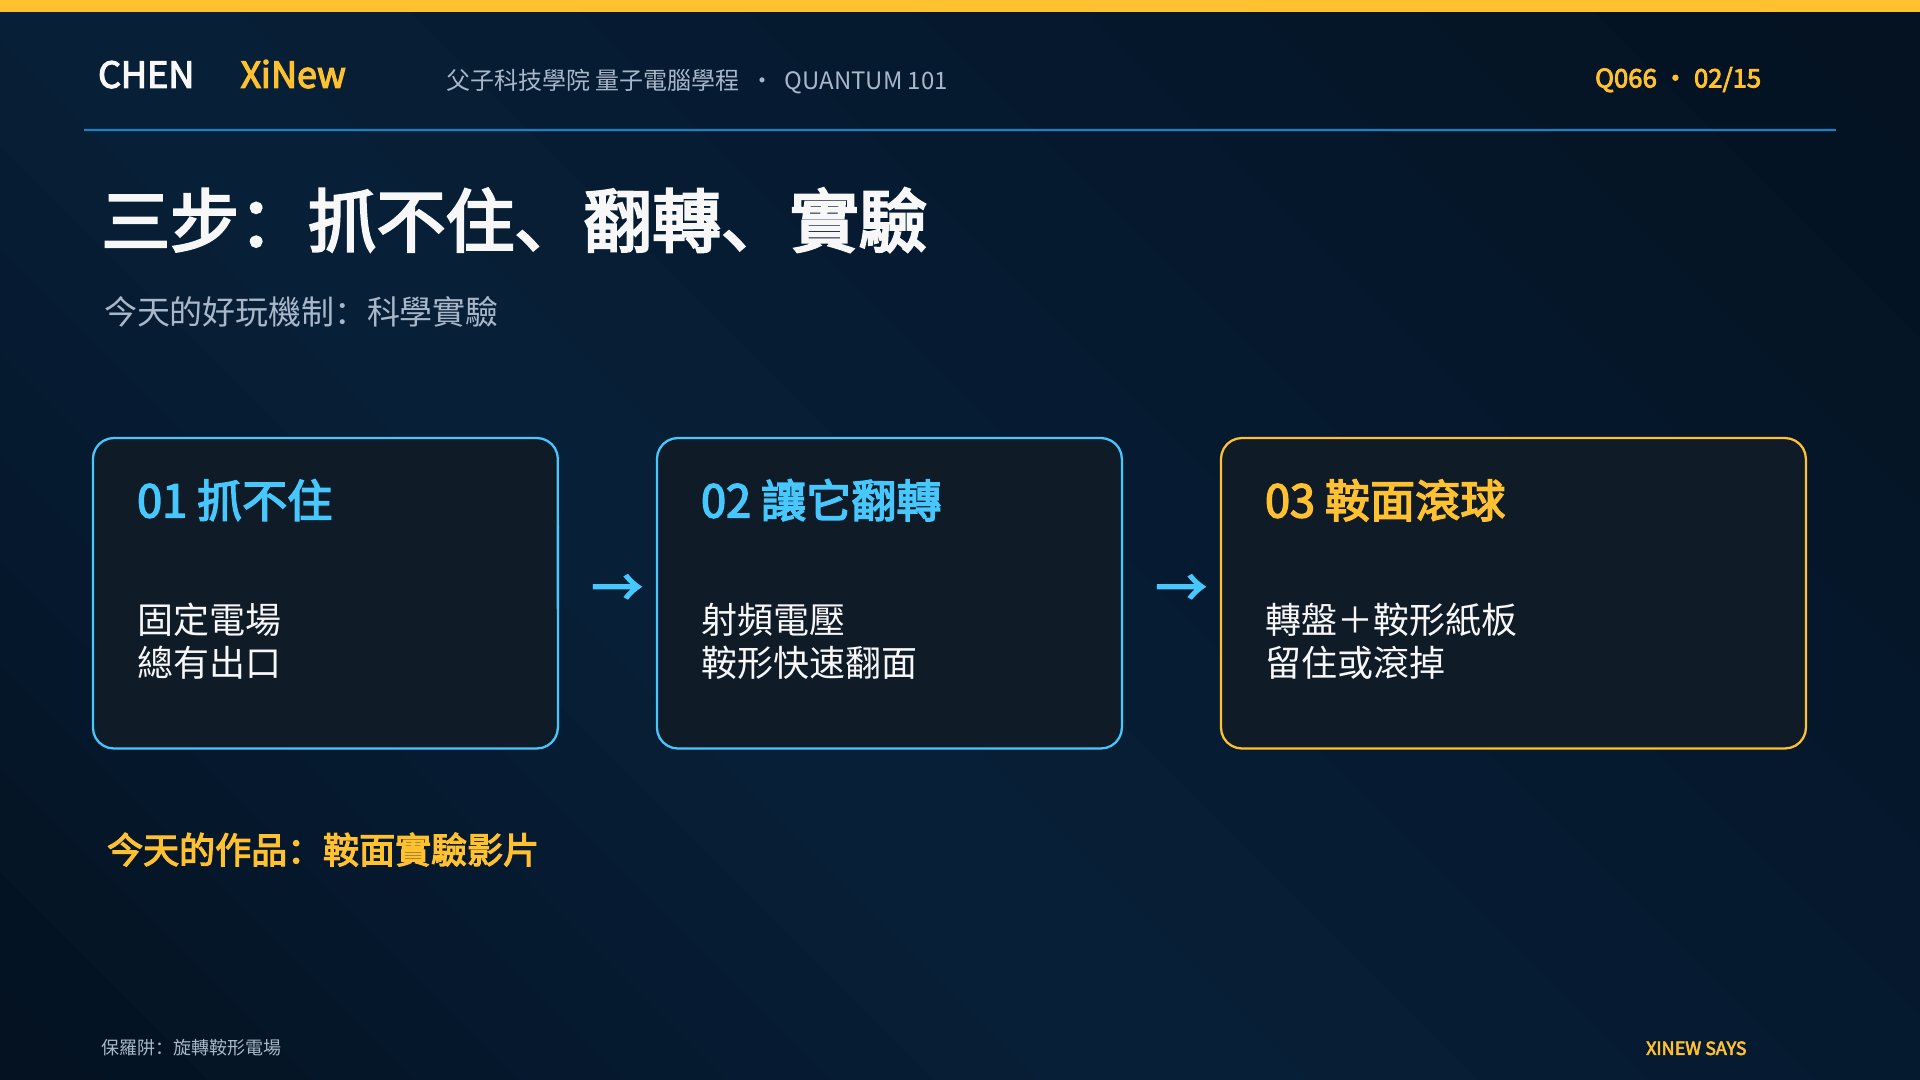 CHEN XiNew 父子科技學院 量子電腦學程 • QUANTUM 101
Q066 • 02/15
三步：抓不住、翻轉、實驗
今天的好玩機制：科學實驗
01 抓不住
固定電場
總有出口
→
02 讓它翻轉
射頻電壓
鞍形快速翻面
→
03 鞍面滾球
轉盤＋鞍形紙板
留住或滾掉
今天的作品：鞍面實驗影片
保羅阱：旋轉鞍形電場
XINEW SAYS